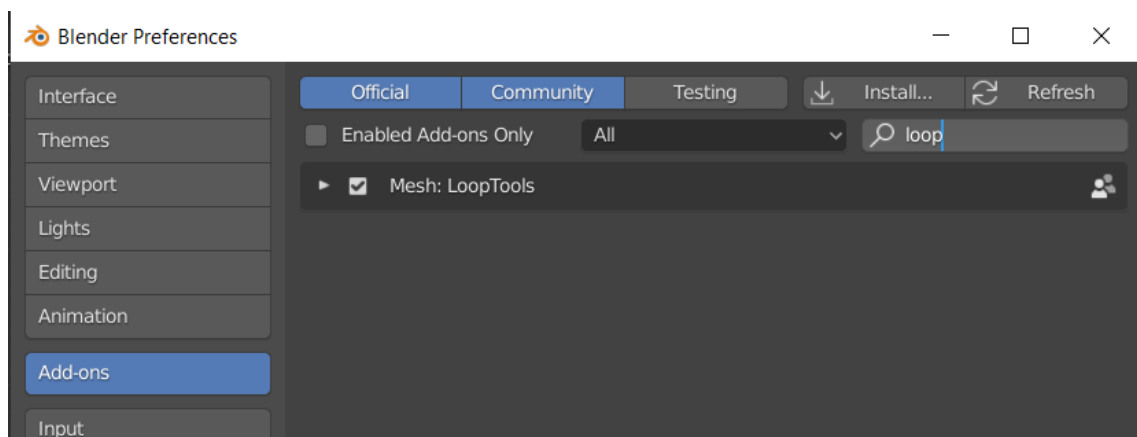 Blender Preferences
Interface
Themes
Viewport
Lights
Editing
Animation
Add-ons
Input
Official Community Testing Install... Refresh
Enabled Add-ons Only All loop
Mesh: LoopTools